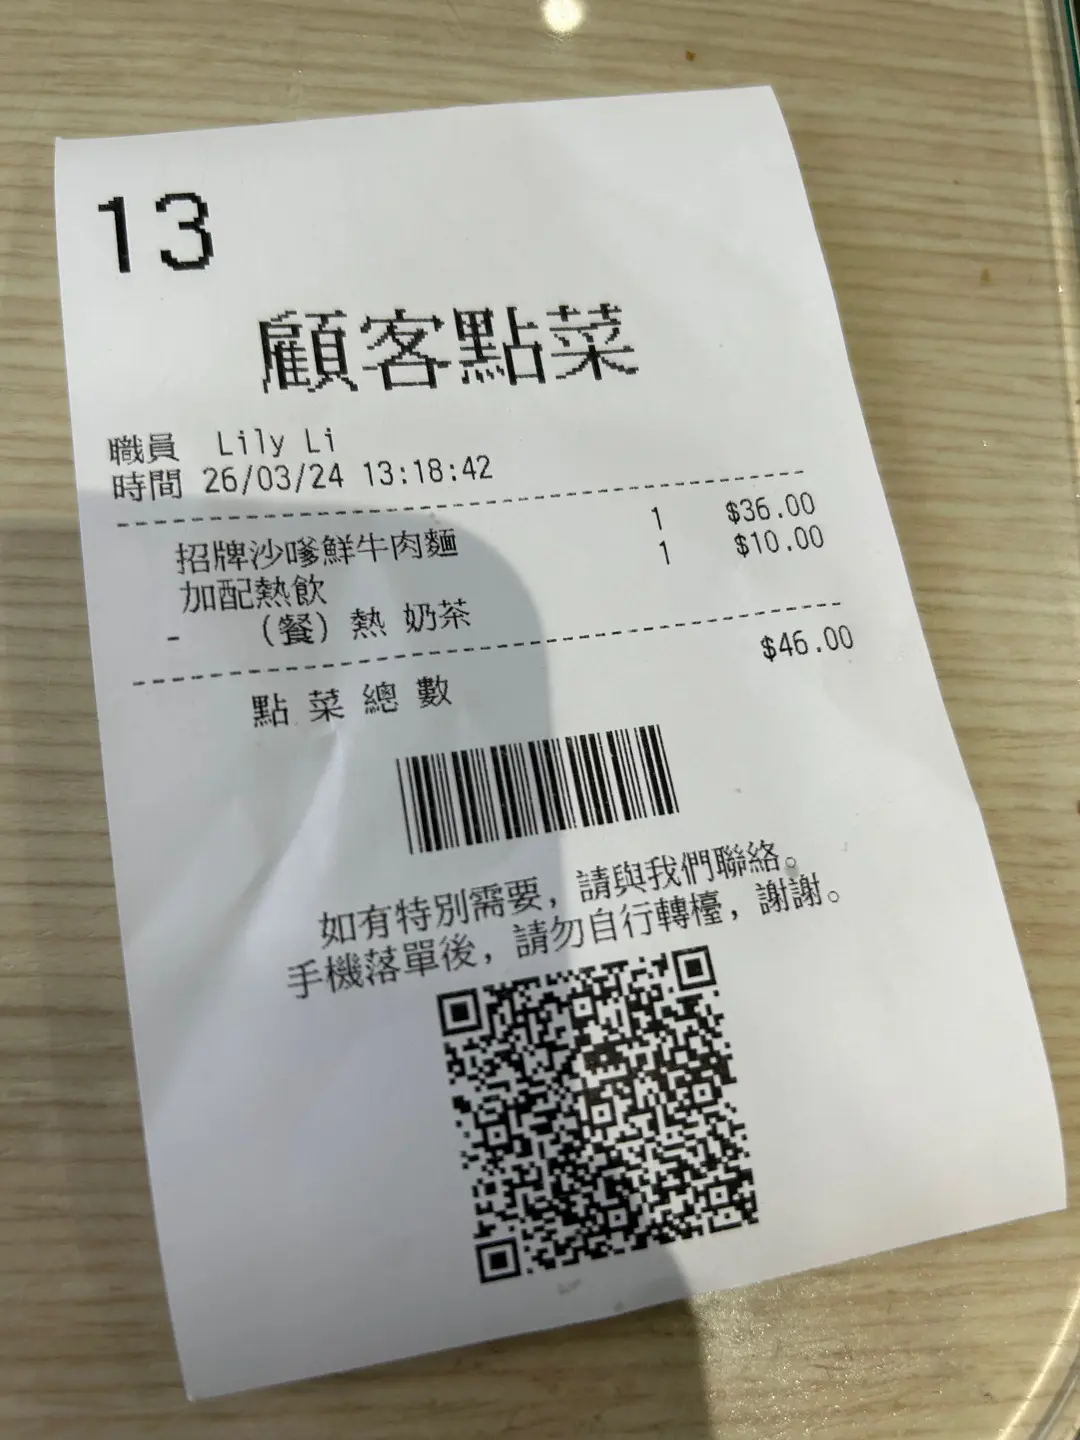 13
顧客點菜
職員 Lily Li
時間 26/03/24 13:18:42
招牌沙嗲鮮牛肉麵 1 $36.00
加配熱飲 1 $10.00
- （餐）熱 奶茶
點 菜 總 數 $46.00
如有特別需要，請與我們聯絡。
手機落單後，請勿自行轉檯，謝謝。